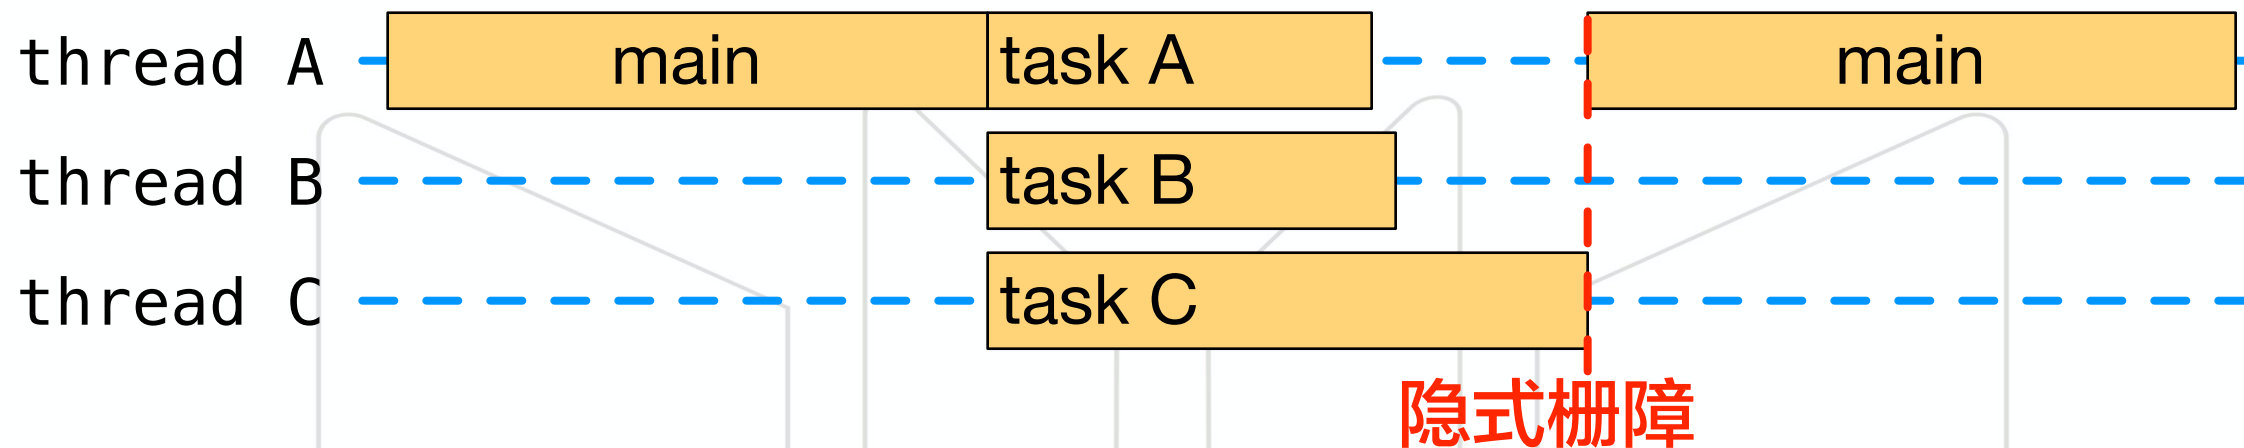 thread A main task A main
thread B task B
thread C task C
隐式栅障